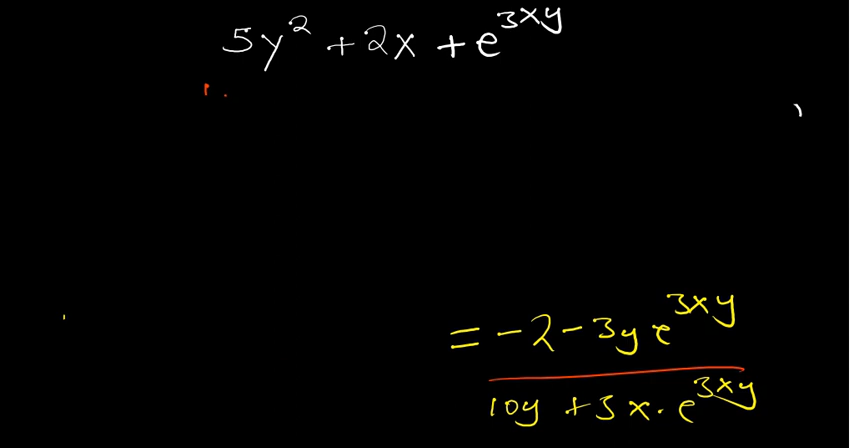 5y² + 2x + e^{3xy}
= -2 - 3y e^{3xy}
10y + 3x · e^{3xy}